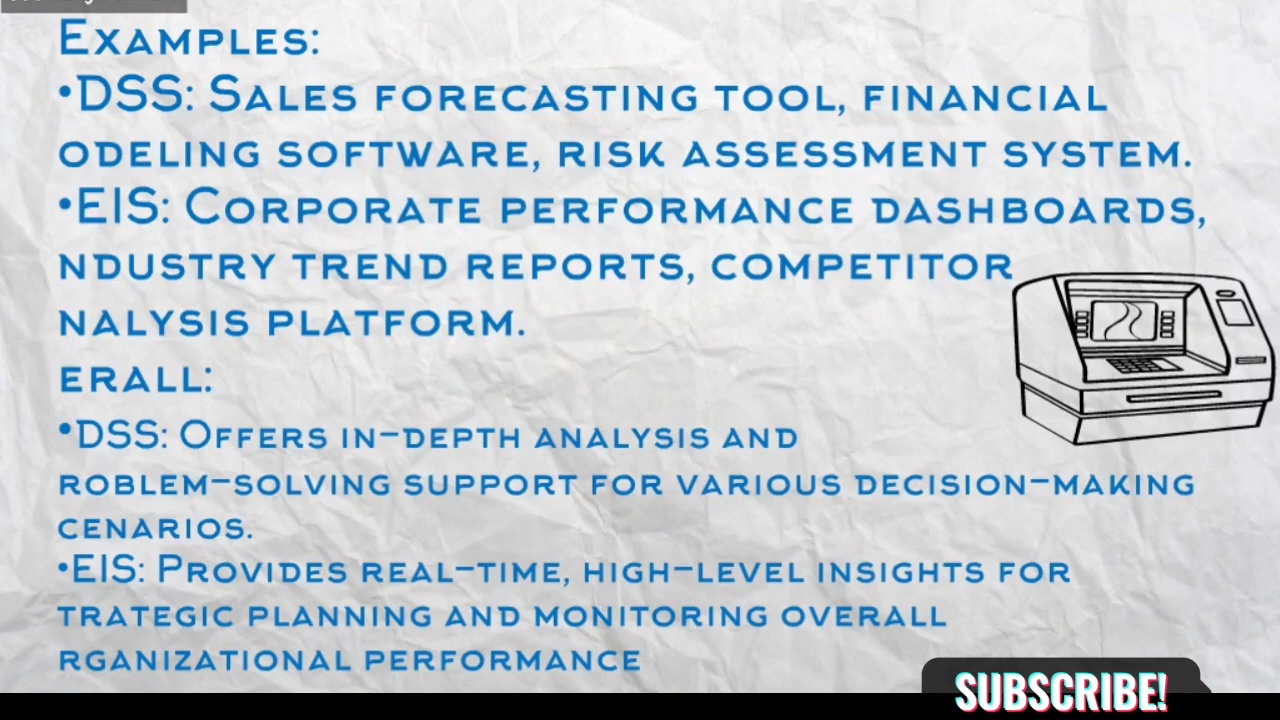 Examples:
•DSS: Sales forecasting tool, financial
odeling software, risk assessment system.
•EIS: Corporate performance dashboards,
ndustry trend reports, competitor
nalysis platform.
erall:
•DSS: Offers in-depth analysis and
roblem-solving support for various decision-making
cenarios.
•EIS: Provides real-time, high-level insights for
trategic planning and monitoring overall
rganizational performance
SUBSCRIBE!